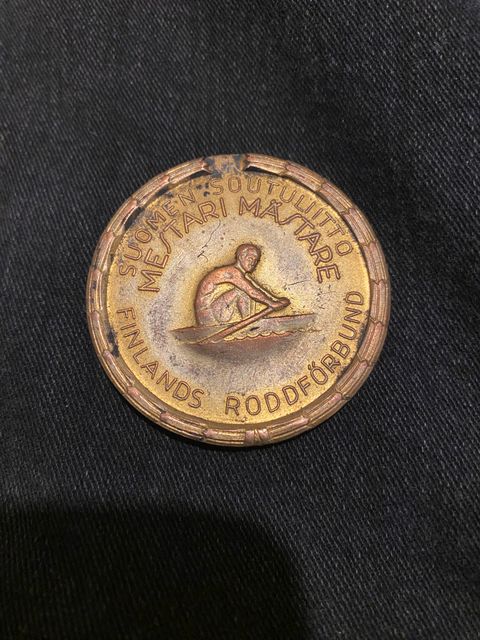 SUOMEN SOUTULIITTO
MESTARI MÄSTARE
FINLANDS RODDFÖRBUND